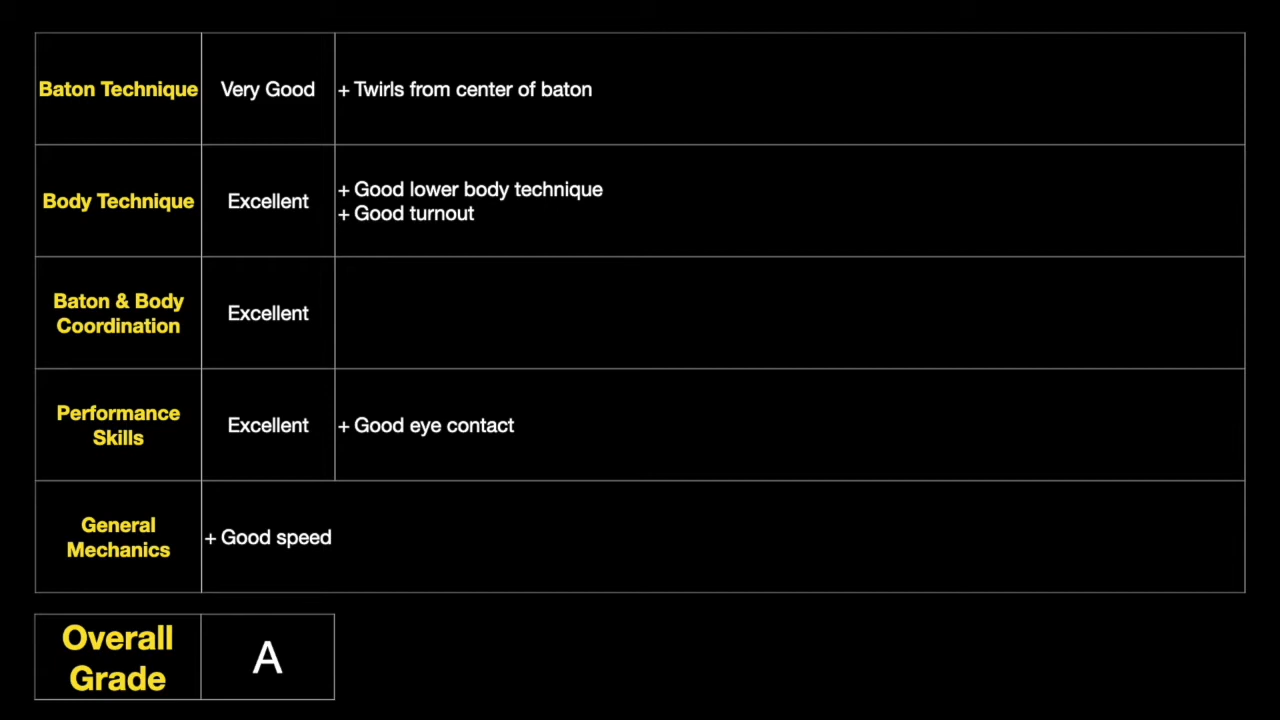 Baton Technique
Very Good
+ Twirls from center of baton
Body Technique
Excellent
+ Good lower body technique
+ Good turnout
Baton & Body
Coordination
Excellent
Performance
Skills
Excellent
+ Good eye contact
General
Mechanics
+ Good speed
Overall
Grade
A